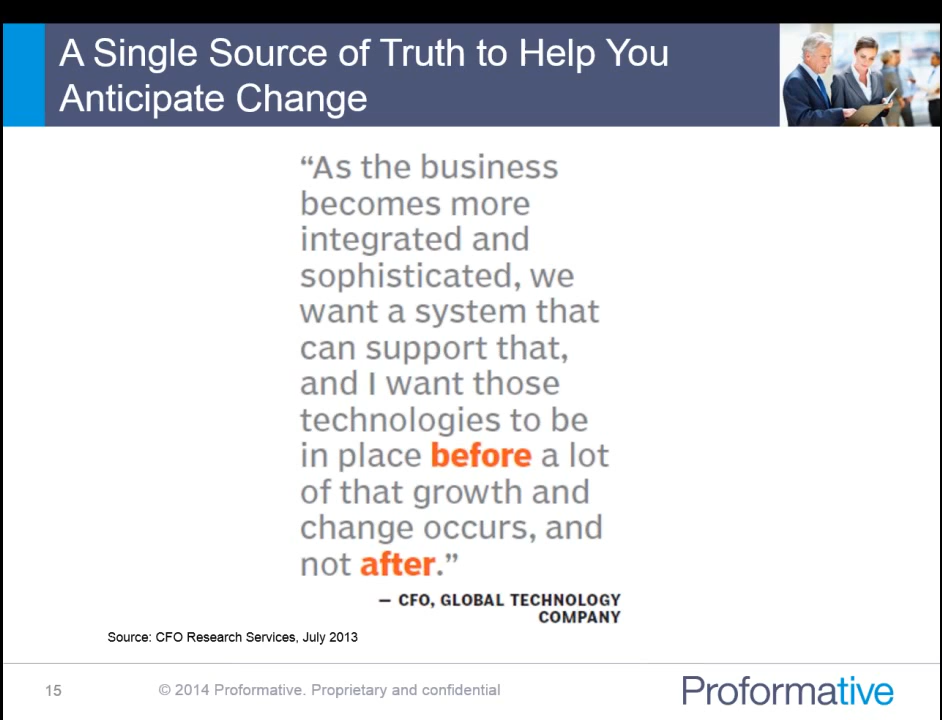 A Single Source of Truth to Help You
Anticipate Change
“As the business
becomes more
integrated and
sophisticated, we
want a system that
can support that,
and I want those
technologies to be
in place before a lot
of that growth and
change occurs, and
not after.”
– CFO, GLOBAL TECHNOLOGY
COMPANY
Source: CFO Research Services, July 2013
15
© 2014 Proformative. Proprietary and confidential
Proformative